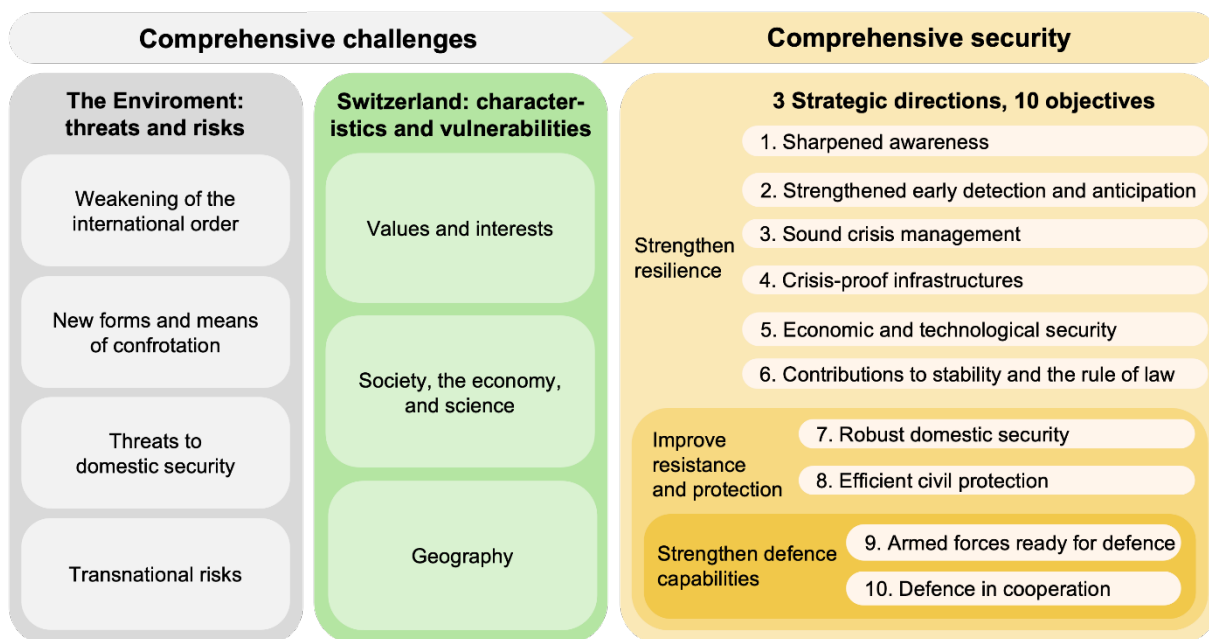 Comprehensive challenges
Comprehensive security
The Enviroment:
threats and risks
Weakening of the
international order
New forms and means
of confrotation
Threats to
domestic security
Transnational risks
Switzerland: character-
istics and vulnerabilities
Values and interests
Society, the economy,
and science
Geography
3 Strategic directions, 10 objectives
Strengthen
resilience
1. Sharpened awareness
2. Strengthened early detection and anticipation
3. Sound crisis management
4. Crisis-proof infrastructures
5. Economic and technological security
6. Contributions to stability and the rule of law
Improve
resistance
and protection
7. Robust domestic security
8. Efficient civil protection
Strengthen defence
capabilities
9. Armed forces ready for defence
10. Defence in cooperation